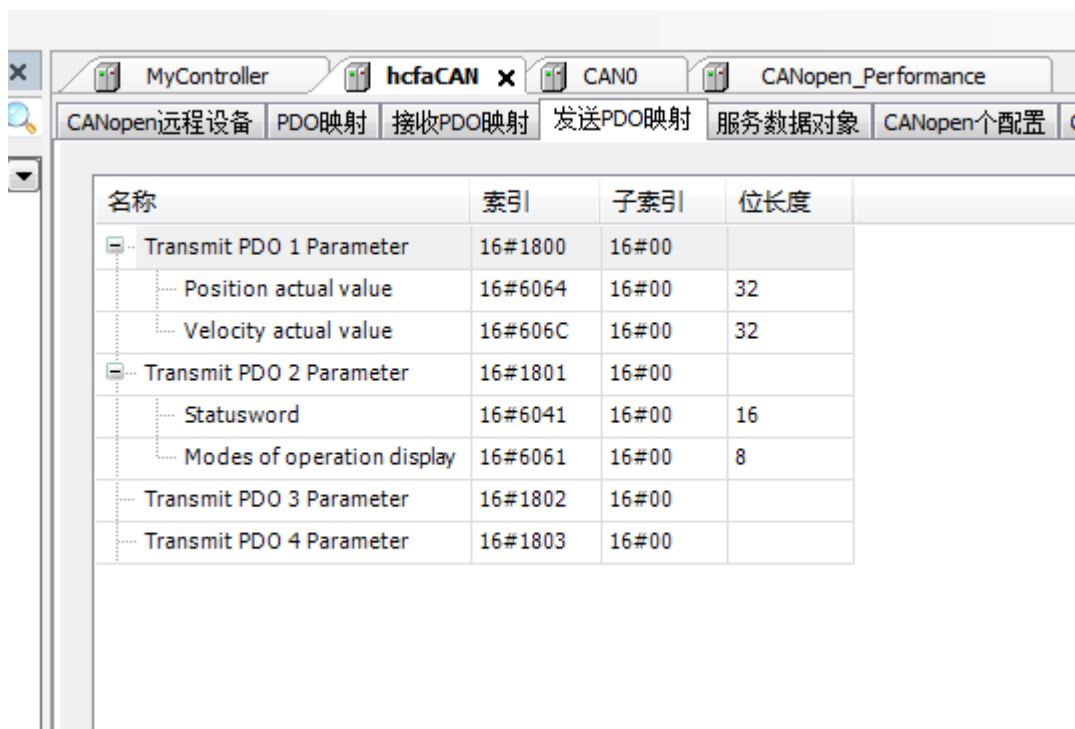 MyController hcfaCAN CAN0 CANopen_Performance
CANopen远程设备 PDO映射 接收PDO映射 发送PDO映射 服务数据对象 CANopen个配置
名称 索引 子索引 位长度
Transmit PDO 1 Parameter 16#1800 16#00
Position actual value 16#6064 16#00 32
Velocity actual value 16#606C 16#00 32
Transmit PDO 2 Parameter 16#1801 16#00
Statusword 16#6041 16#00 16
Modes of operation display 16#6061 16#00 8
Transmit PDO 3 Parameter 16#1802 16#00
Transmit PDO 4 Parameter 16#1803 16#00